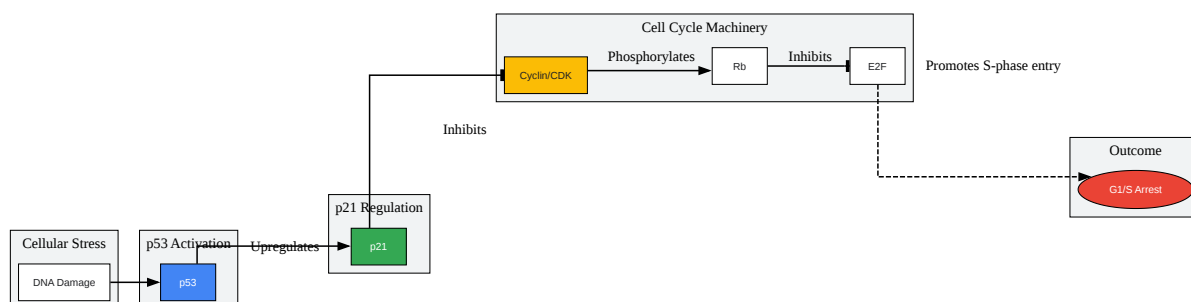 Cell Cycle Machinery
Cyclin/CDK
Phosphorylates
Rb
Inhibits
E2F
Promotes S-phase entry
Inhibits
Outcome
G1/S Arrest
p21 Regulation
p21
Cellular Stress
DNA Damage
p53 Activation
p53
Upregulates